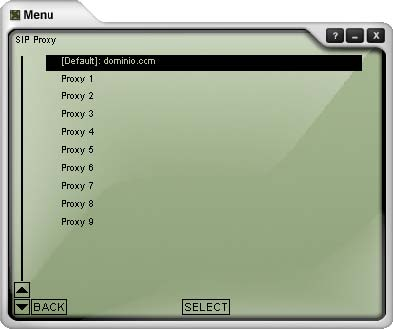 Menu
? – X
SIP Proxy
[Default]: dominio.com
Proxy 1
Proxy 2
Proxy 3
Proxy 4
Proxy 5
Proxy 6
Proxy 7
Proxy 8
Proxy 9
BACK SELECT